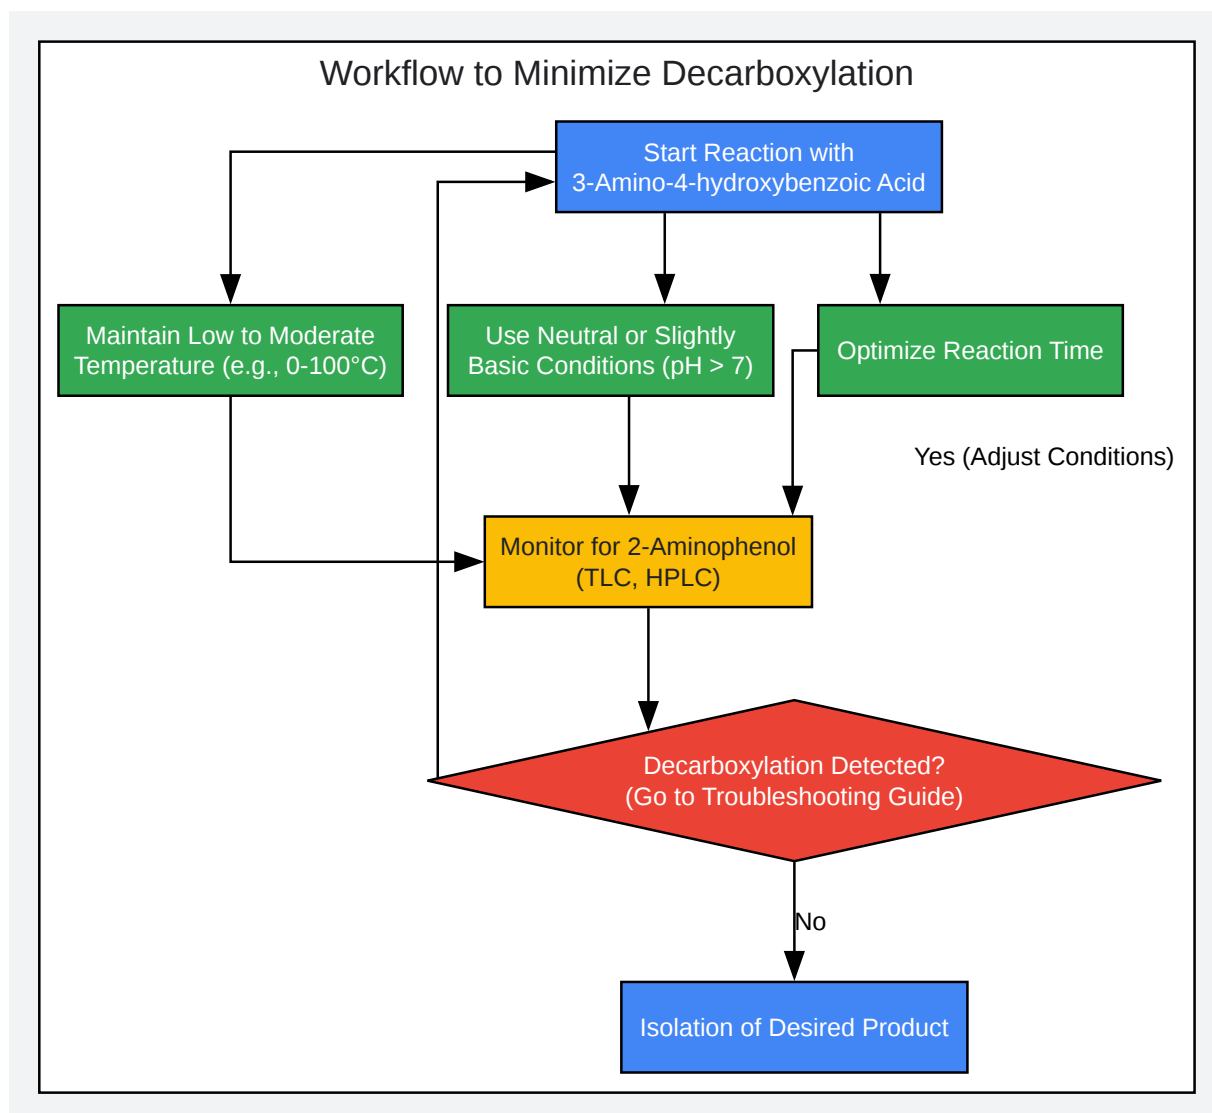 Workflow to Minimize Decarboxylation
Start Reaction with
3-Amino-4-hydroxybenzoic Acid
Maintain Low to Moderate
Temperature (e.g., 0-100°C)
Use Neutral or Slightly
Basic Conditions (pH > 7)
Optimize Reaction Time
Yes (Adjust Conditions)
Monitor for 2-Aminophenol
(TLC, HPLC)
Decarboxylation Detected?
(Go to Troubleshooting Guide)
No
Isolation of Desired Product